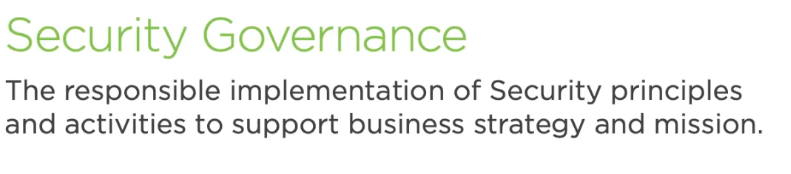 Security Governance
The responsible implementation of Security principles
and activities to support business strategy and mission.